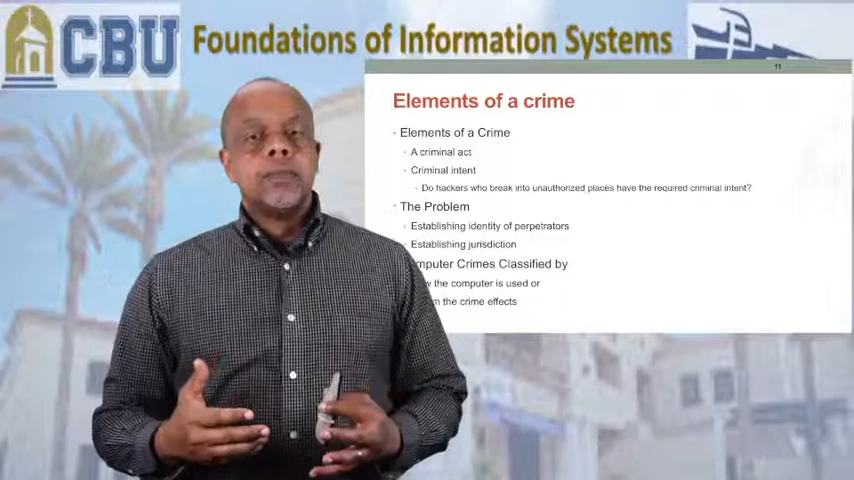 CBU
Foundations of Information Systems
11
Elements of a crime
Elements of a Crime
A criminal act
Criminal intent
Do hackers who break into unauthorized places have the required criminal intent?
The Problem
Establishing identity of perpetrators
Establishing jurisdiction
mputer Crimes Classified by
w the computer is used or
m the crime effects